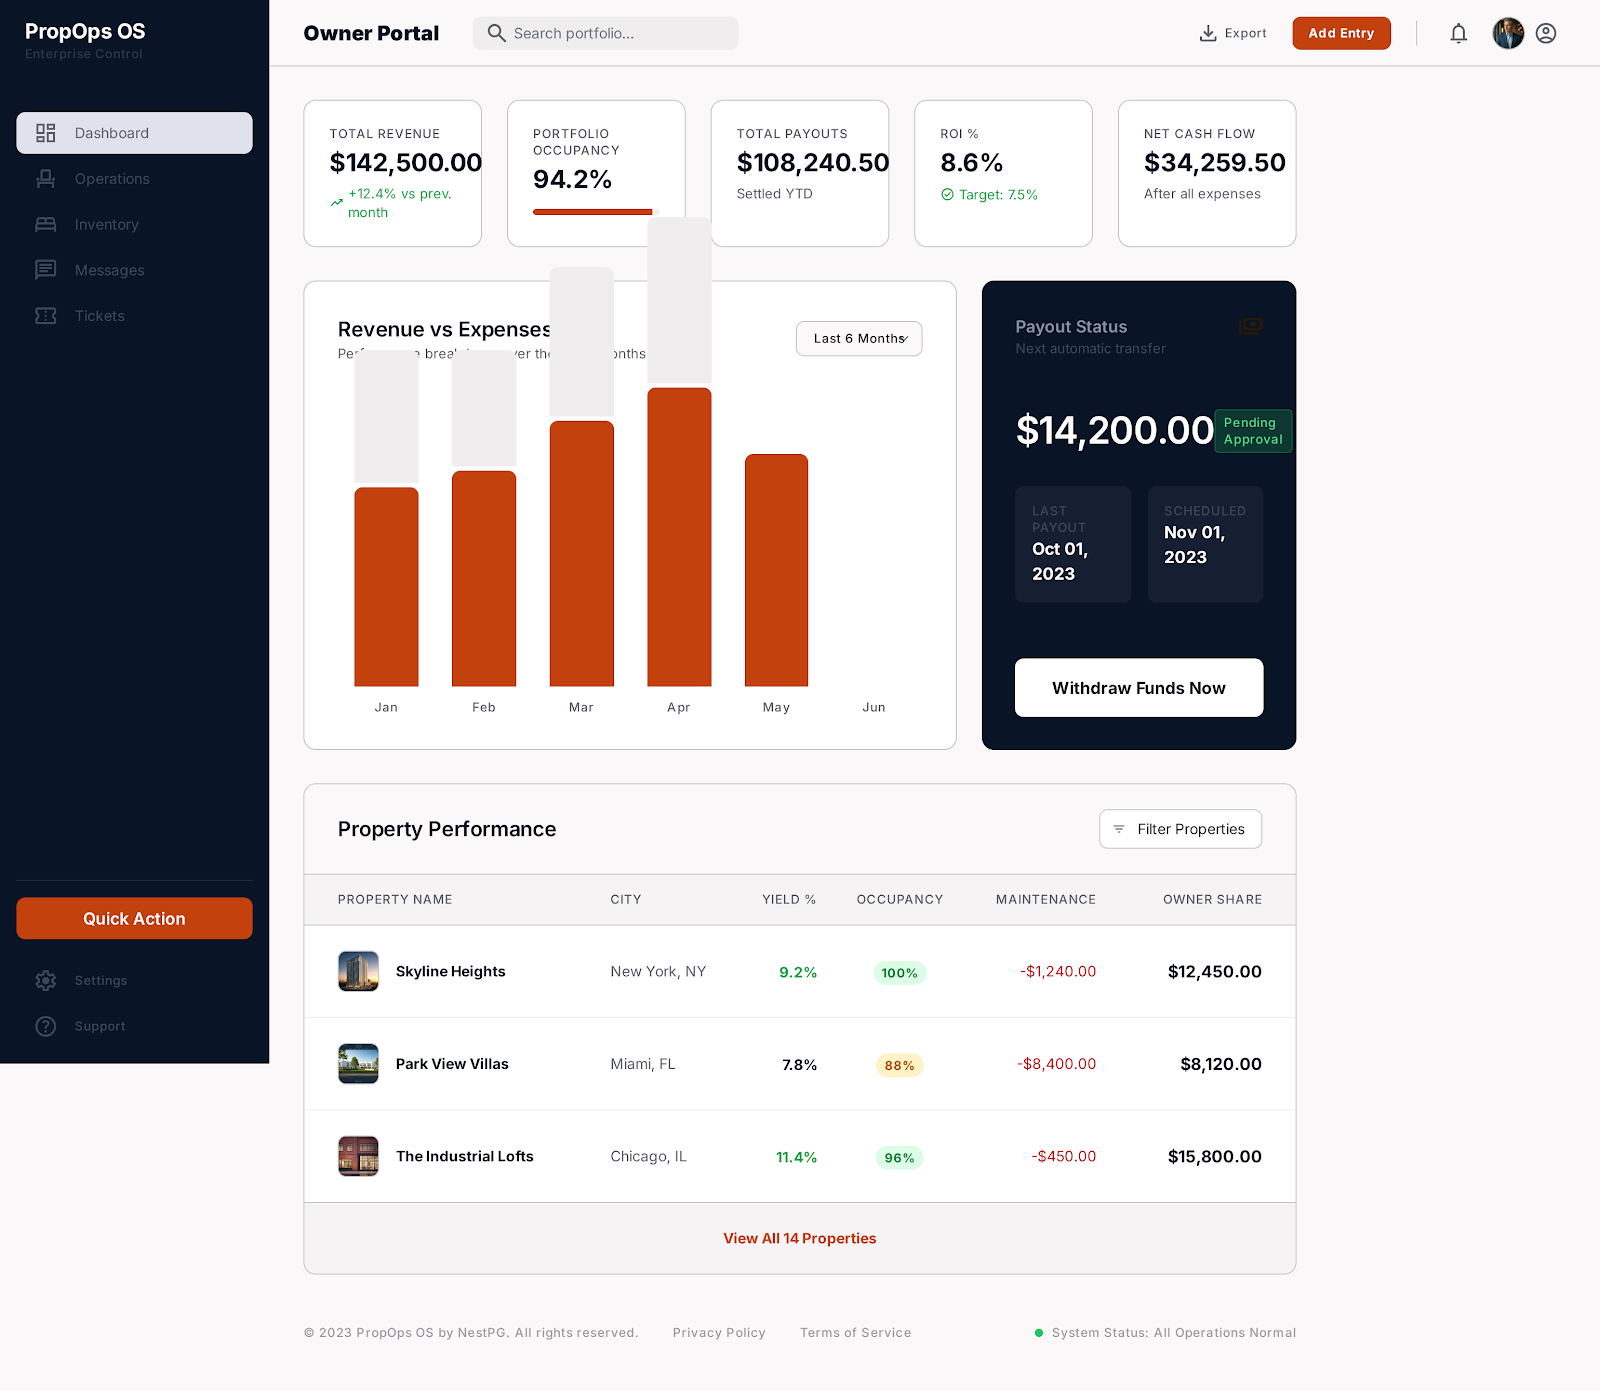 PropOps OS
Enterprise Control
Dashboard
Operations
Inventory
Messages
Tickets
Quick Action
Settings
Support
Owner Portal
Search portfolio...
Export
Add Entry
TOTAL REVENUE
$142,500.00
+12.4% vs prev.
month
PORTFOLIO
OCCUPANCY
94.2%
TOTAL PAYOUTS
$108,240.50
Settled YTD
ROI %
8.6%
Target: 7.5%
NET CASH FLOW
$34,259.50
After all expenses
Revenue vs Expenses
Last 6 Months
Jan
Feb
Mar
Apr
May
Jun
Payout Status
Next automatic transfer
$14,200.00
Pending
Approval
LAST
PAYOUT
Oct 01,
2023
SCHEDULED
Nov 01,
2023
Withdraw Funds Now
Property Performance
Filter Properties
PROPERTY NAME CITY YIELD % OCCUPANCY MAINTENANCE OWNER SHARE
Skyline Heights New York, NY 9.2% 100% -$1,240.00 $12,450.00
Park View Villas Miami, FL 7.8% 88% -$8,400.00 $8,120.00
The Industrial Lofts Chicago, IL 11.4% 96% -$450.00 $15,800.00
View All 14 Properties
© 2023 PropOps OS by NestPG. All rights reserved. Privacy Policy Terms of Service System Status: All Operations Normal